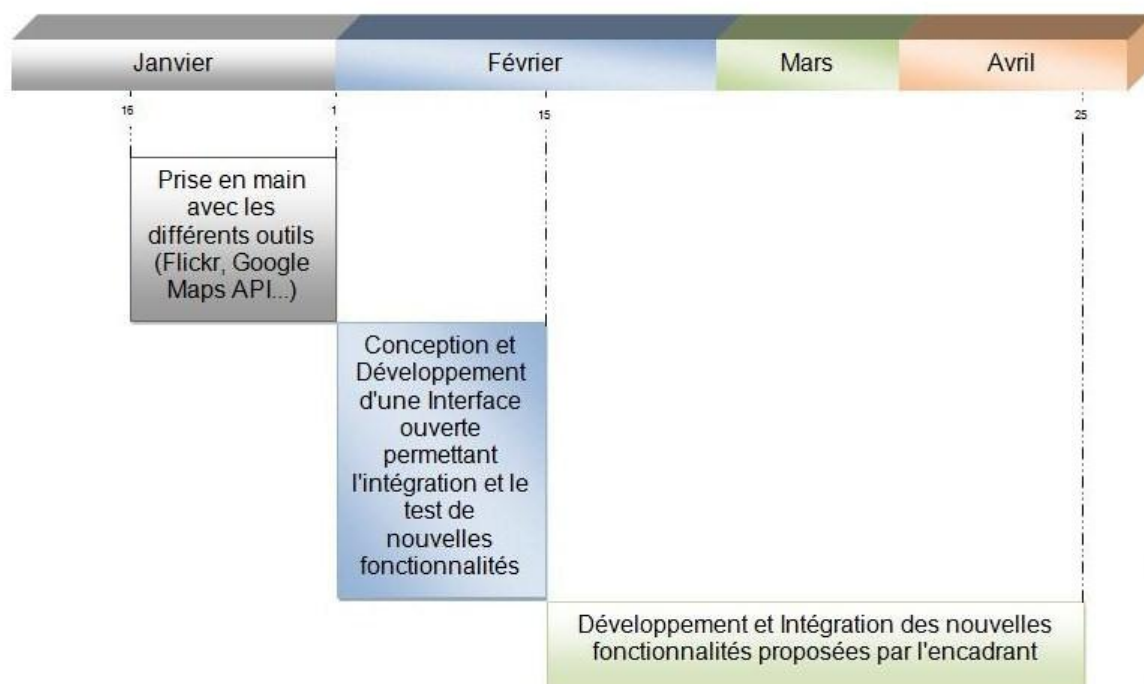 Janvier Février Mars Avril
16 1 15 25
Prise en main
avec les
différents outils
(Flickr, Google
Maps API...)
Conception et
Développement
d'une Interface
ouverte
permettant
l'intégration et le
test de
nouvelles
fonctionnalités
Développement et Intégration des nouvelles
fonctionnalités proposées par l'encadrant